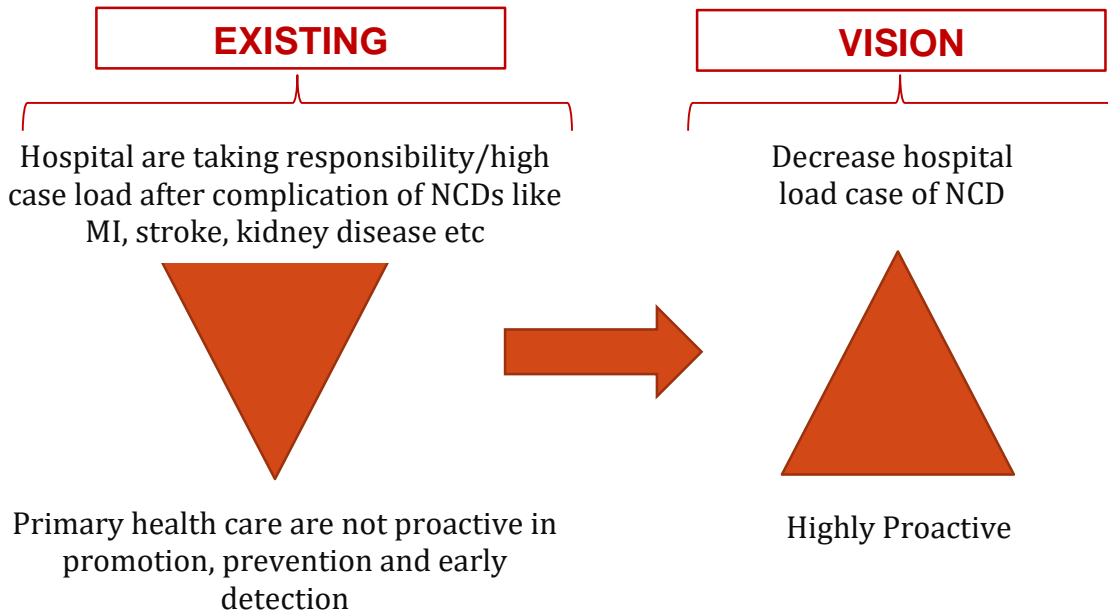 EXISTING
Hospital are taking responsibility/high
case load after complication of NCDs like
MI, stroke, kidney disease etc
Primary health care are not proactive in
promotion, prevention and early
detection
VISION
Decrease hospital
load case of NCD
Highly Proactive